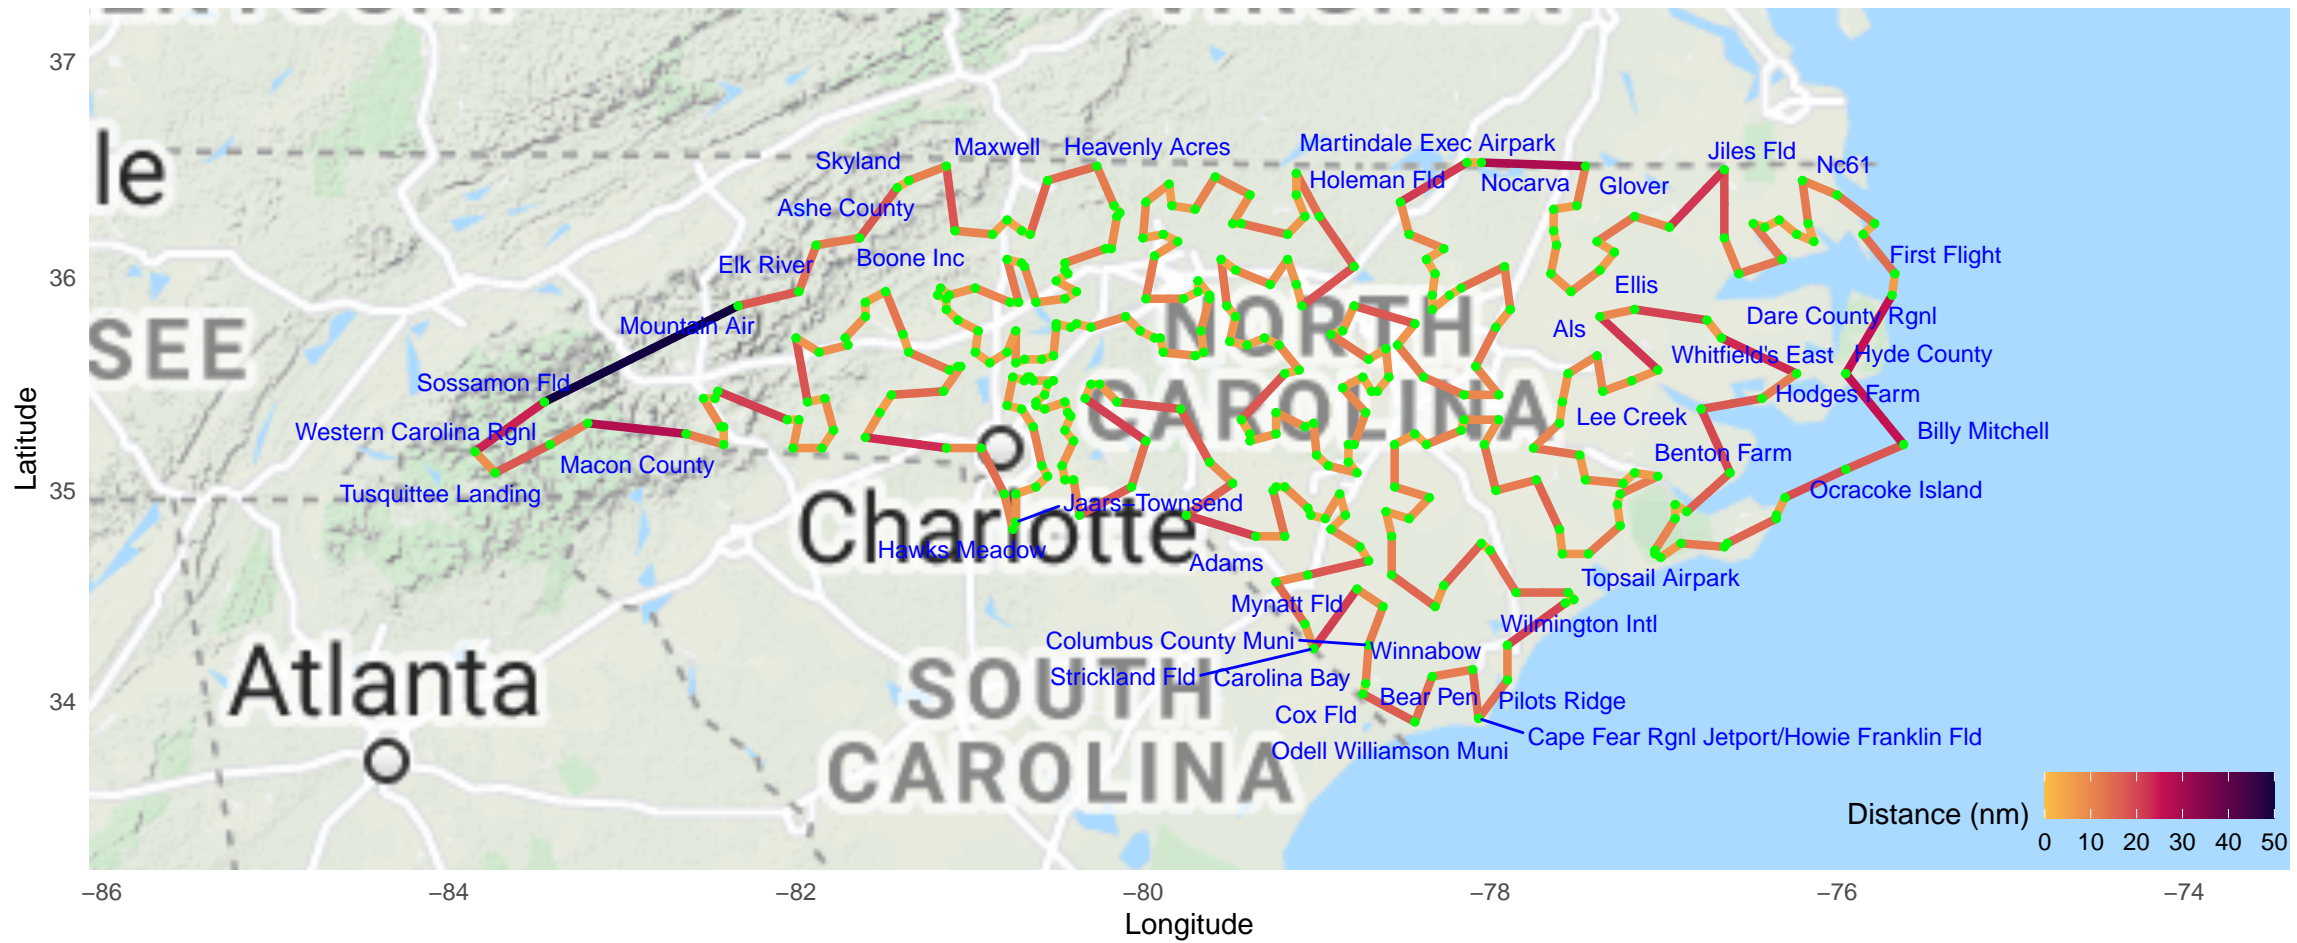 37
36
35
34
Latitude
le
SEE
Maxwell
Heavenly Acres
Martindale Exec Airpark
Jiles Fld
Skyland
Nc61
Holeman Fld
Nocarva
Glover
Ashe County
Boone Inc
Elk River
First Flight
Ellis
Mountain Air
Als
Dare County Rgnl
NORTH
CAROLINA
Whitfield's East
Hyde County
Sossamon Fld
Hodges Farm
Lee Creek
Western Carolina Rgnl
Billy Mitchell
Macon County
Benton Farm
Tusquittee Landing
Ocracoke Island
Jaars–Townsend
Charlotte
Hawks Meadow
Adams
Topsail Airpark
Mynatt Fld
Wilmington Intl
Columbus County Muni
Winnabow
Strickland Fld
Carolina Bay
Atlanta
SOUTH
CAROLINA
Bear Pen
Pilots Ridge
Cox Fld
Cape Fear Rgnl Jetport/Howie Franklin Fld
Odell Williamson Muni
Distance (nm)
0 10 20 30 40 50
−86 −84 −82 −80 −78 −76 −74
Longitude